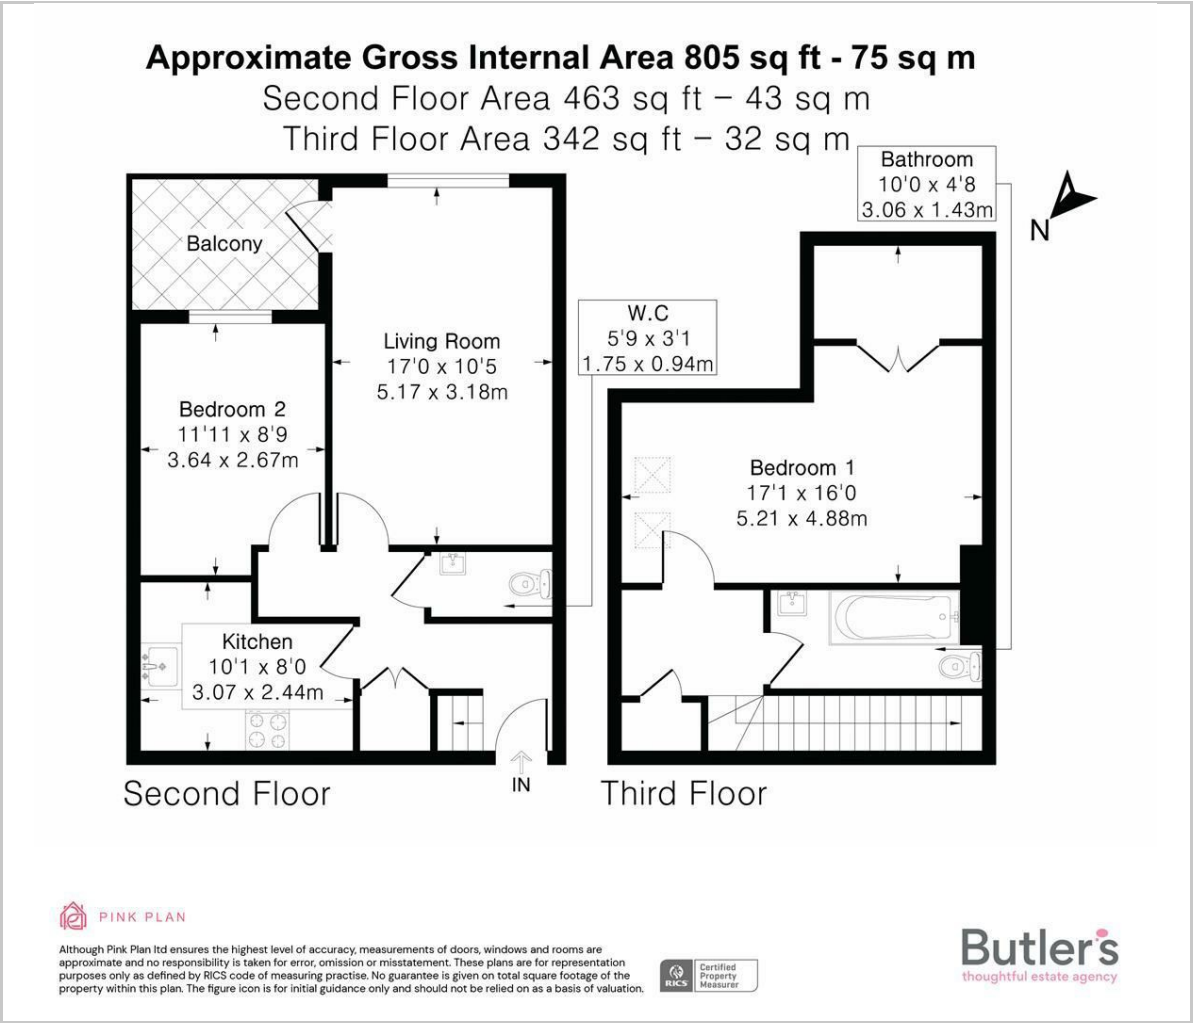 Approximate Gross Internal Area 805 sq ft - 75 sq m
Second Floor Area 463 sq ft – 43 sq m
Third Floor Area 342 sq ft – 32 sq m
Bathroom
10'0 x 4'8
3.06 x 1.43m
N
Balcony
W.C
5'9 x 3'1
1.75 x 0.94m
Living Room
17'0 x 10'5
5.17 x 3.18m
Bedroom 2
11'11 x 8'9
3.64 x 2.67m
Bedroom 1
17'1 x 16'0
5.21 x 4.88m
Kitchen
10'1 x 8'0
3.07 x 2.44m
IN
Second Floor
Third Floor
PINK PLAN
Although Pink Plan ltd ensures the highest level of accuracy, measurements of doors, windows and rooms are
approximate and no responsibility is taken for error, omission or misstatement. These plans are for representation
purposes only as defined by RICS code of measuring practise. No guarantee is given on total square footage of the
property within this plan. The figure icon is for initial guidance only and should not be relied on as a basis of valuation.
RICS
Certified
Property
Measurer
Butler's
thoughtful estate agency